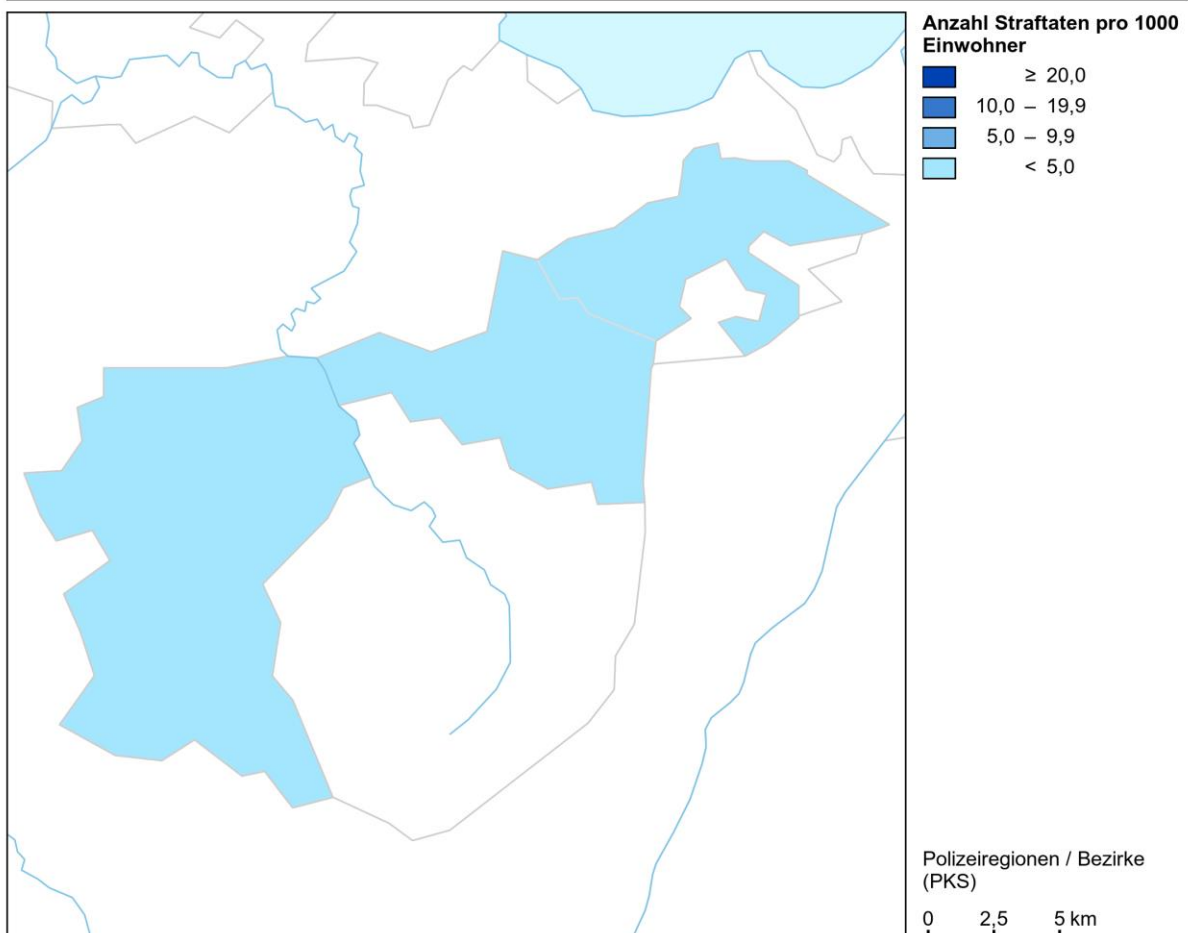 Anzahl Straftaten pro 1000
Einwohner
≥ 20,0
10,0 – 19,9
5,0 – 9,9
< 5,0
Polizeiregionen / Bezirke
(PKS)
0 2,5 5 km